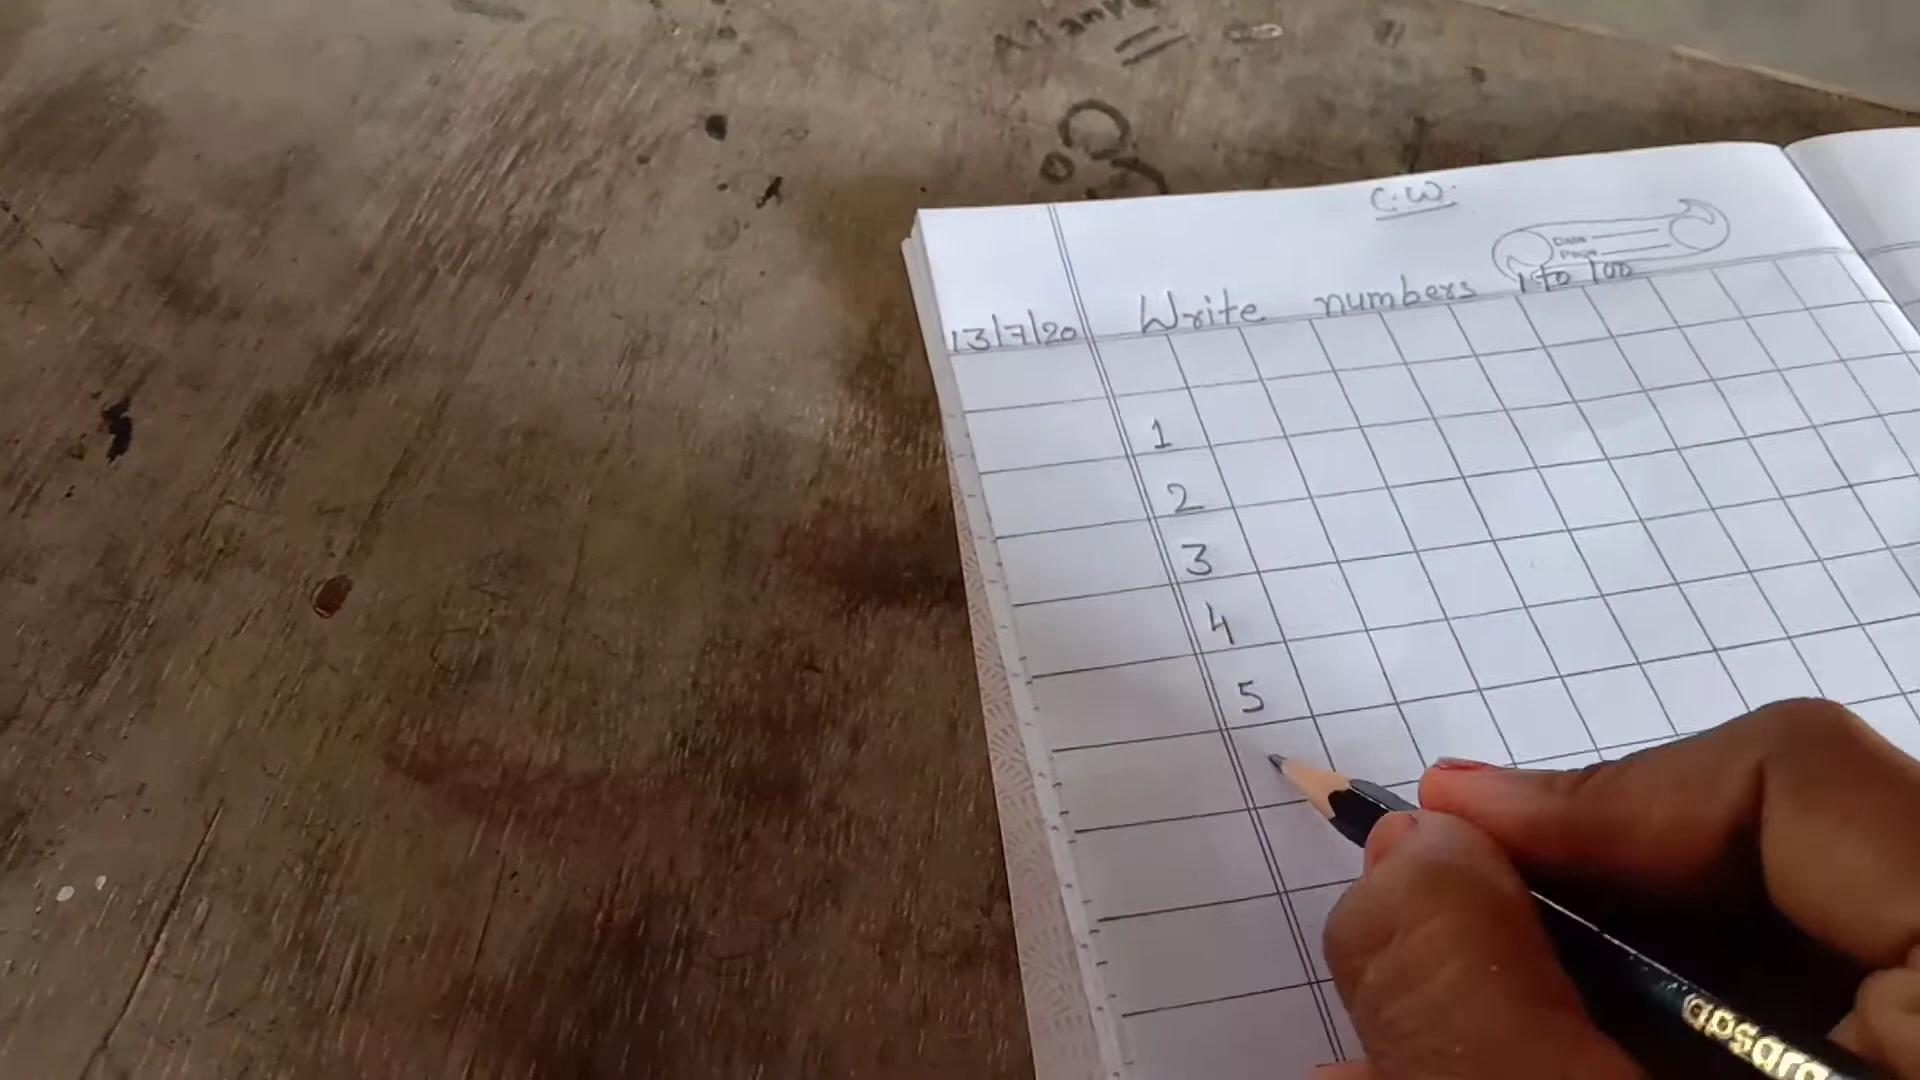 C.W.
Date
Page
13/7/20 Write numbers 1 to 100
1
2
3
4
5
apsara